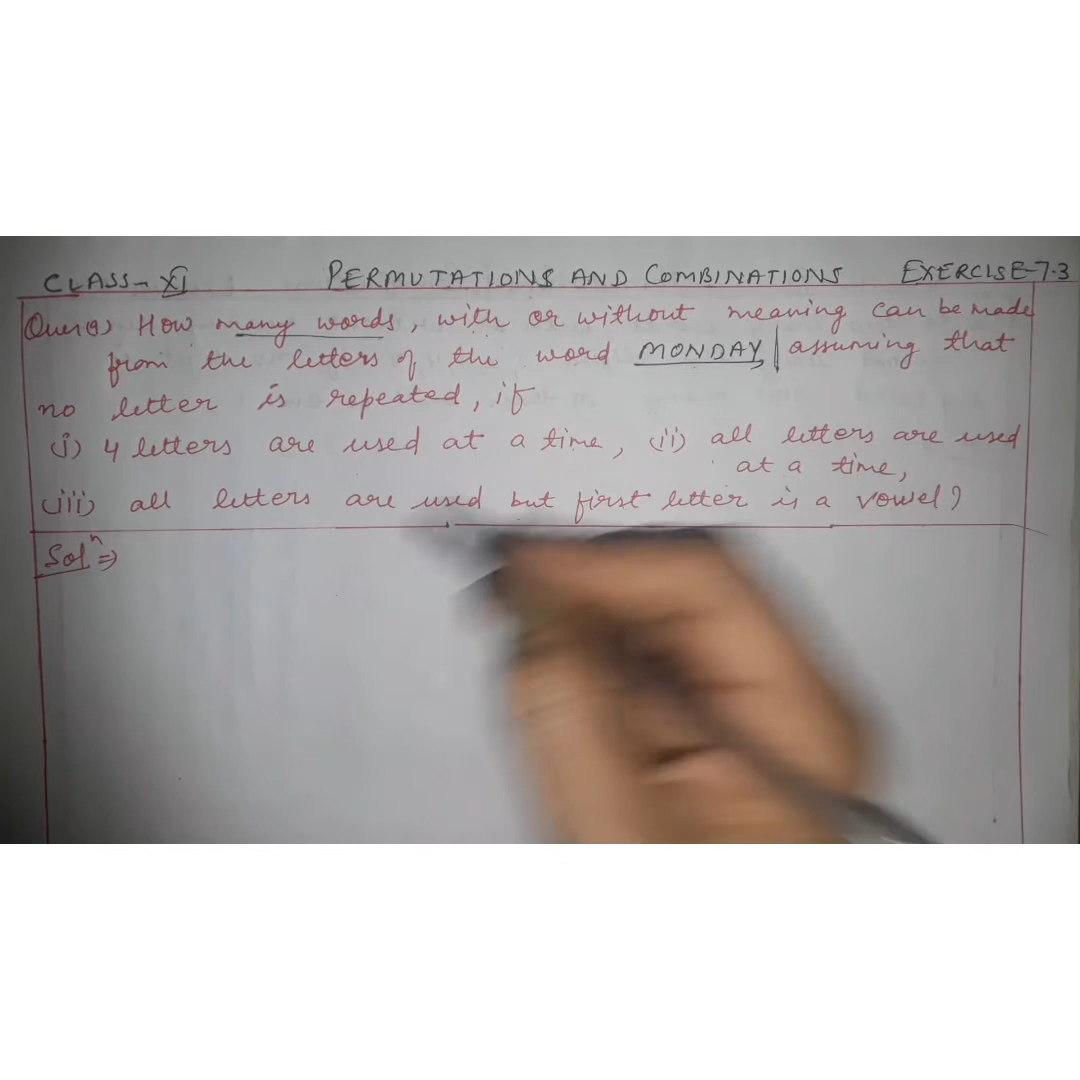 CLASS- XI PERMUTATIONS AND COMBINATIONS EXERCISE-7.3
Ques(9) How many words, with or without meaning can be made
from the letters of the word MONDAY, assuming that
no letter is repeated, if
(i) 4 letters are used at a time, (ii) all letters are used
at a time,
(iii) all letters are used but first letter is a vowel?
Solⁿ ⇒